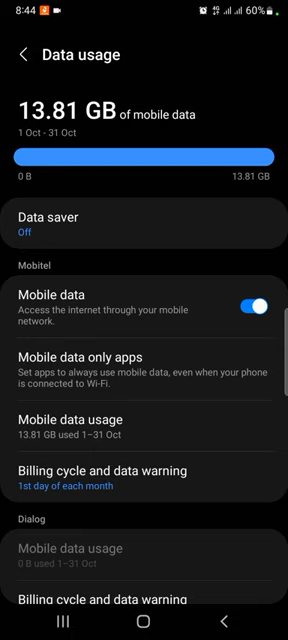 8:44
4G
60%
Data usage
13.81 GB of mobile data
1 Oct - 31 Oct
0 B 13.81 GB
Data saver
Off
Mobitel
Mobile data
Access the internet through your mobile
network.
Mobile data only apps
Set apps to always use mobile data, even when your phone
is connected to Wi-Fi.
Mobile data usage
13.81 GB used 1–31 Oct
Billing cycle and data warning
1st day of each month
Dialog
Mobile data usage
0 B used 1–31 Oct
Billing cycle and data warning